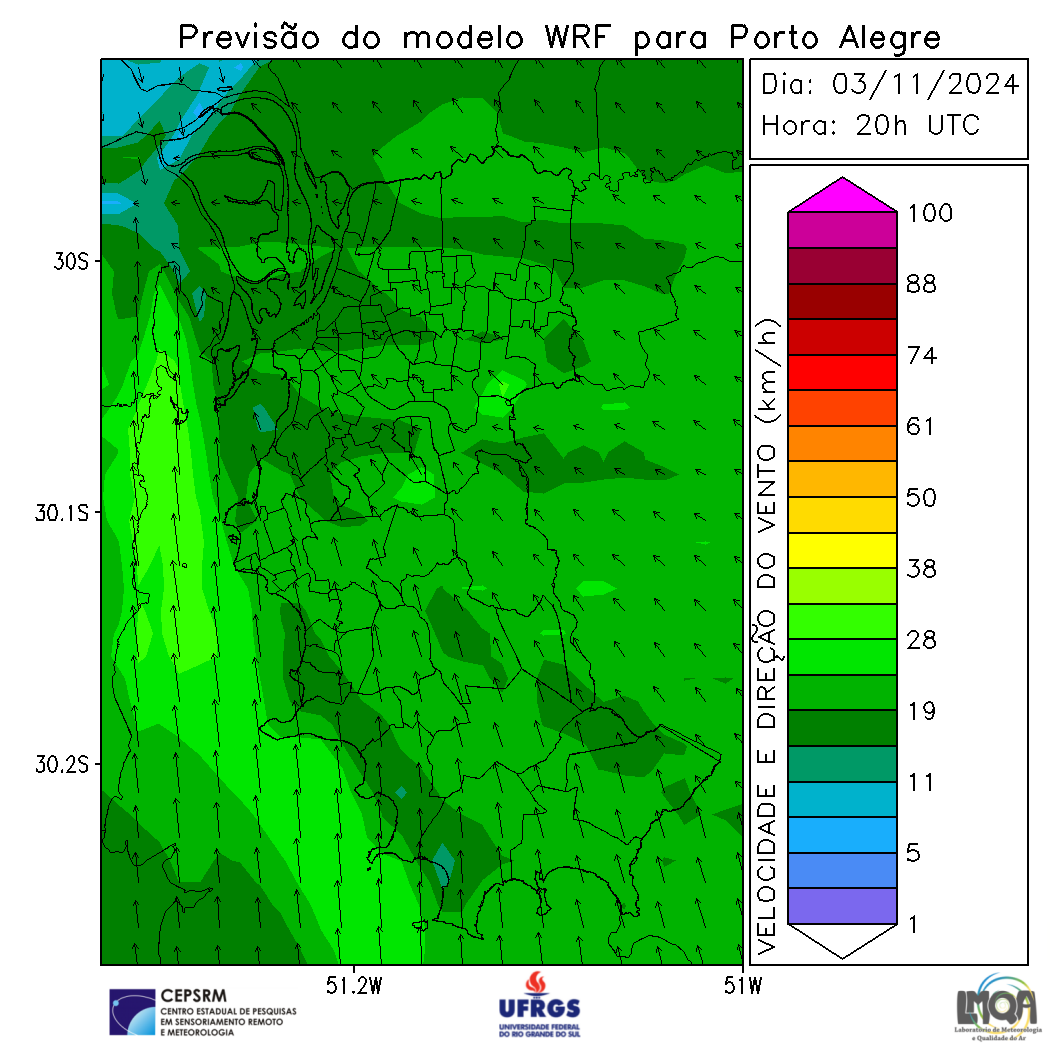 Previsão do modelo WRF para Porto Alegre
Dia: 03/11/2024
Hora: 20h UTC
VELOCIDADE E DIREÇÃO DO VENTO (km/h)
100
88
74
61
50
38
28
19
11
5
1
30S
30.1S
30.2S
51.2W
51W
CEPSRM
CENTRO ESTADUAL DE PESQUISAS
EM SENSORIAMENTO REMOTO
E METEOROLOGIA
UFRGS
UNIVERSIDADE FEDERAL
DO RIO GRANDE DO SUL
LMQA
Laboratório de Meteorologia
e Qualidade do Ar